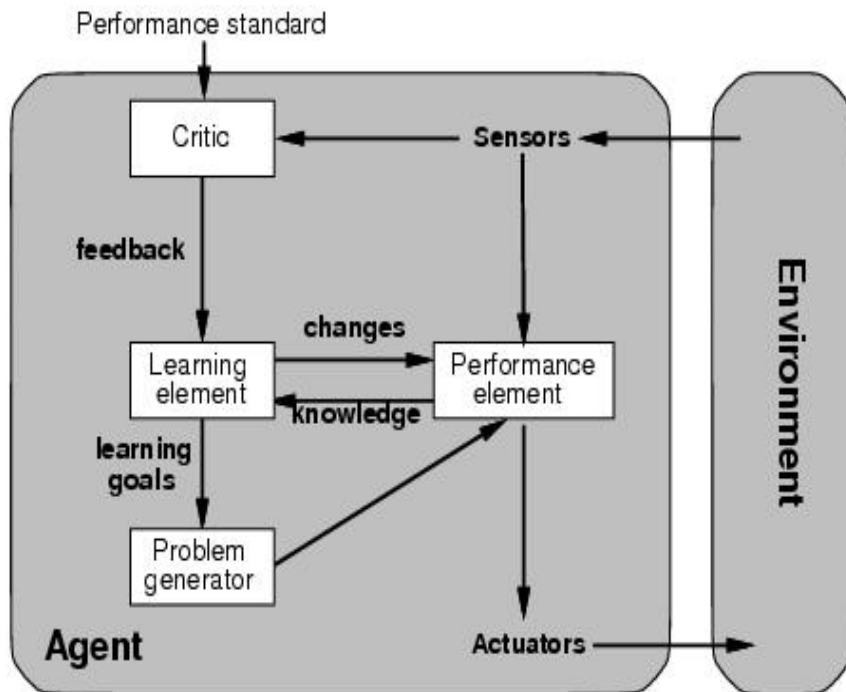 Performance standard
Critic
Sensors
feedback
changes
Learning
element
Performance
element
knowledge
learning
goals
Problem
generator
Agent
Actuators
Environment